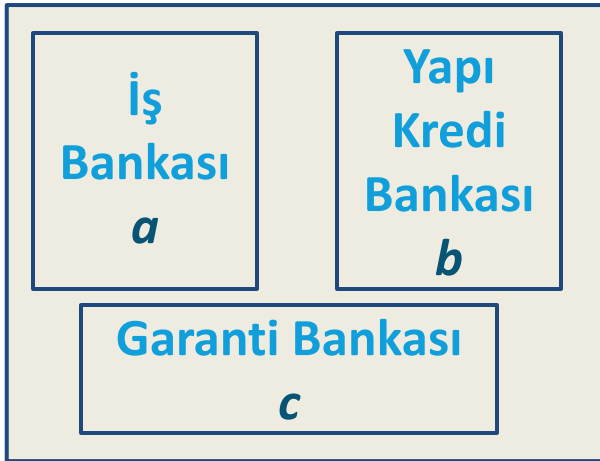 İş
Bankası
a
Yapı
Kredi
Bankası
b
Garanti Bankası
c